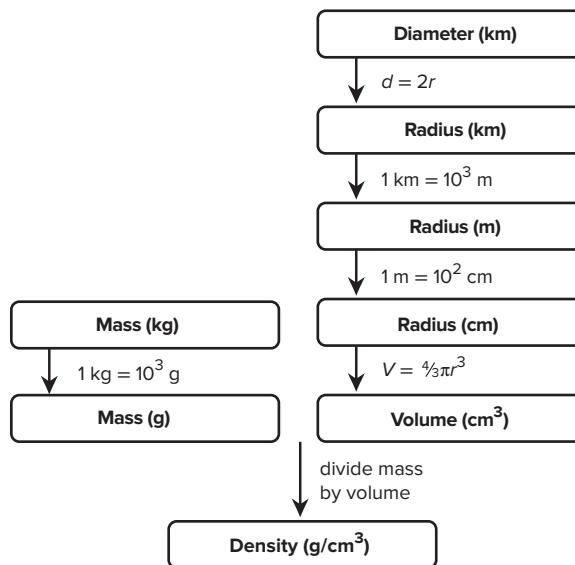 Diameter (km)
d = 2r
Radius (km)
1 km = 10³ m
Radius (m)
1 m = 10² cm
Mass (kg)
Radius (cm)
1 kg = 10³ g
V = ⁴⁄₃πr³
Mass (g)
Volume (cm³)
divide mass
by volume
Density (g/cm³)